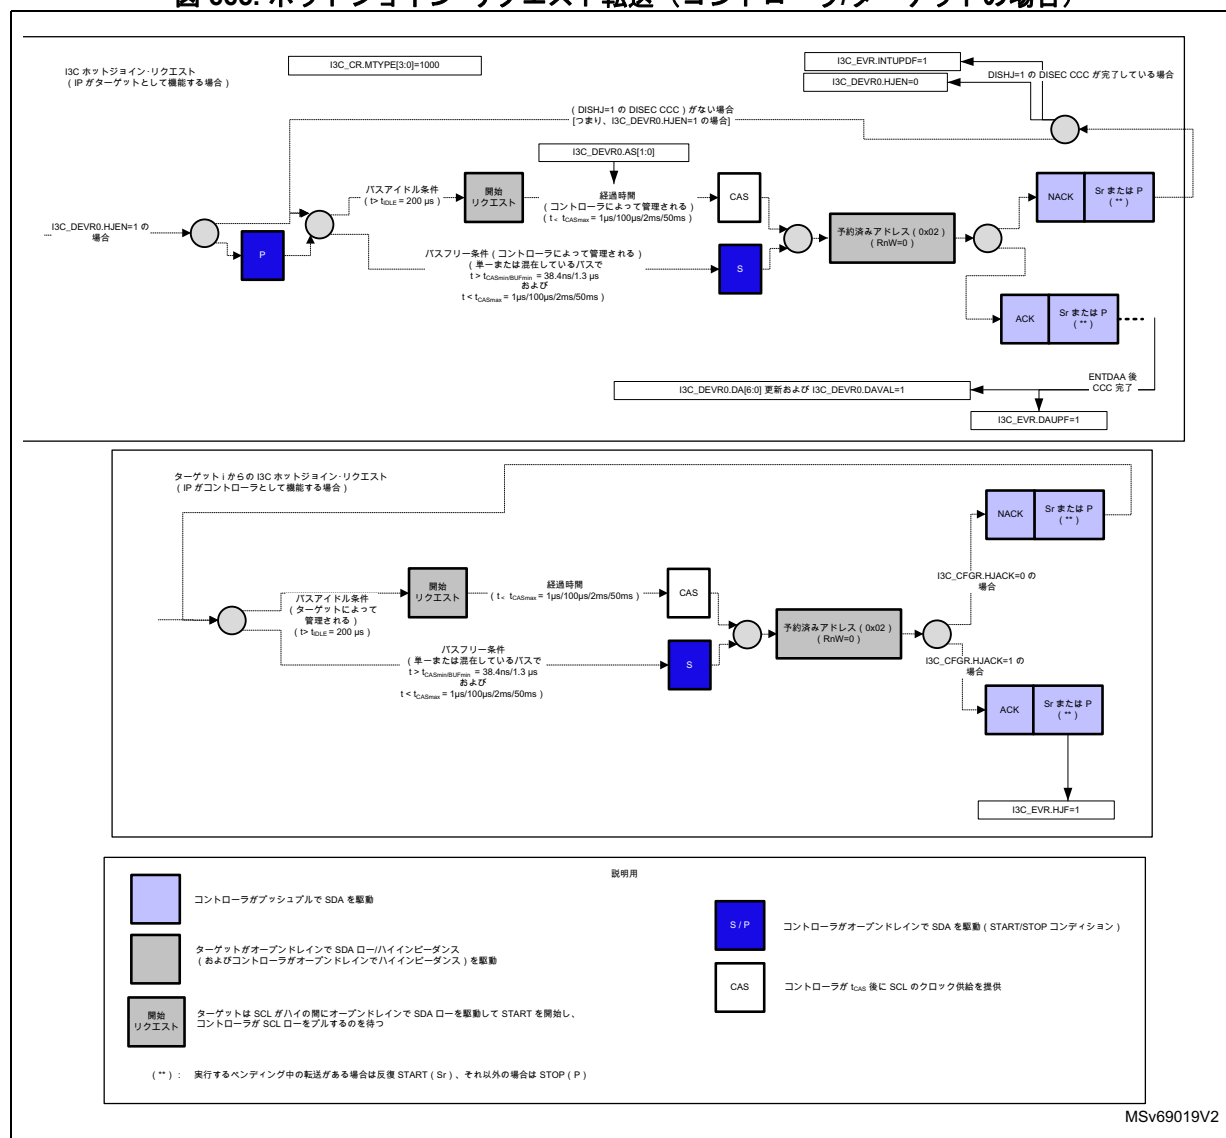 I3C ホットジョイン・リクエスト
( IP がターゲットとして機能する場合 )
I3C_CR.MTYPE[3:0]=1000
I3C_EVR.INTUPDF=1
I3C_DEVR0.HJEN=0
DISHJ=1 の DISEC CCC が完了している場合
( DISHJ=1 の DISEC CCC ) がない場合
[つまり、I3C_DEVR0.HJEN=1 の場合]
I3C_DEVR0.AS[1:0]
I3C_DEVR0.HJEN=1 の
場合
P
バスアイドル条件
( t> tIDLE = 200 µs )
開始
リクエスト
経過時間
( コントローラによって管理される )
( t < tCASmax = 1µs/100µs/2ms/50ms )
CAS
バスフリー条件 ( コントローラによって管理される )
( 単一または混在しているバスで
t > tCASmin/BUFmin = 38.4ns/1.3 µs
および
t < tCASmax = 1µs/100µs/2ms/50ms )
S
予約済みアドレス ( 0x02 )
( RnW=0 )
NACK
Sr または P
( ** )
ACK
Sr または P
( ** )
ENTDAA 後
CCC 完了
I3C_DEVR0.DA[6:0] 更新および I3C_DEVR0.DAVAL=1
I3C_EVR.DAUPF=1
ターゲット i からの I3C ホットジョイン・リクエスト
( IP がコントローラとして機能する場合 )
バスアイドル条件
( ターゲットによって
管理される )
( t> tIDLE = 200 µs )
開始
リクエスト
経過時間
( t < tCASmax = 1µs/100µs/2ms/50ms )
CAS
バスフリー条件
( 単一または混在しているバスで
t > tCASmin/BUFmin = 38.4ns/1.3 µs
および
t < tCASmax = 1µs/100µs/2ms/50ms )
S
予約済みアドレス ( 0x02 )
( RnW=0 )
NACK
Sr または P
( ** )
I3C_CFGR.HJACK=0 の
場合
I3C_CFGR.HJACK=1 の
場合
ACK
Sr または P
( ** )
I3C_EVR.HJF=1
説明用
コントローラがプッシュプルで SDA を駆動
ターゲットがオープンドレインで SDA ロー/ハイインピーダンス
( およびコントローラがオープンドレインでハイインピーダンス ) を駆動
開始
リクエスト
ターゲットは SCL がハイの間にオープンドレインで SDA ローを駆動して START を開始し、
コントローラが SCL ローをプルするのを待つ
S / P
コントローラがオープンドレインで SDA を駆動 ( START/STOP コンディション )
CAS
コントローラが tCAS 後に SCL のクロック供給を提供
( ** ) : 実行するペンディング中の転送がある場合は反復 START ( Sr ) 、それ以外の場合は STOP ( P )
MSv69019V2